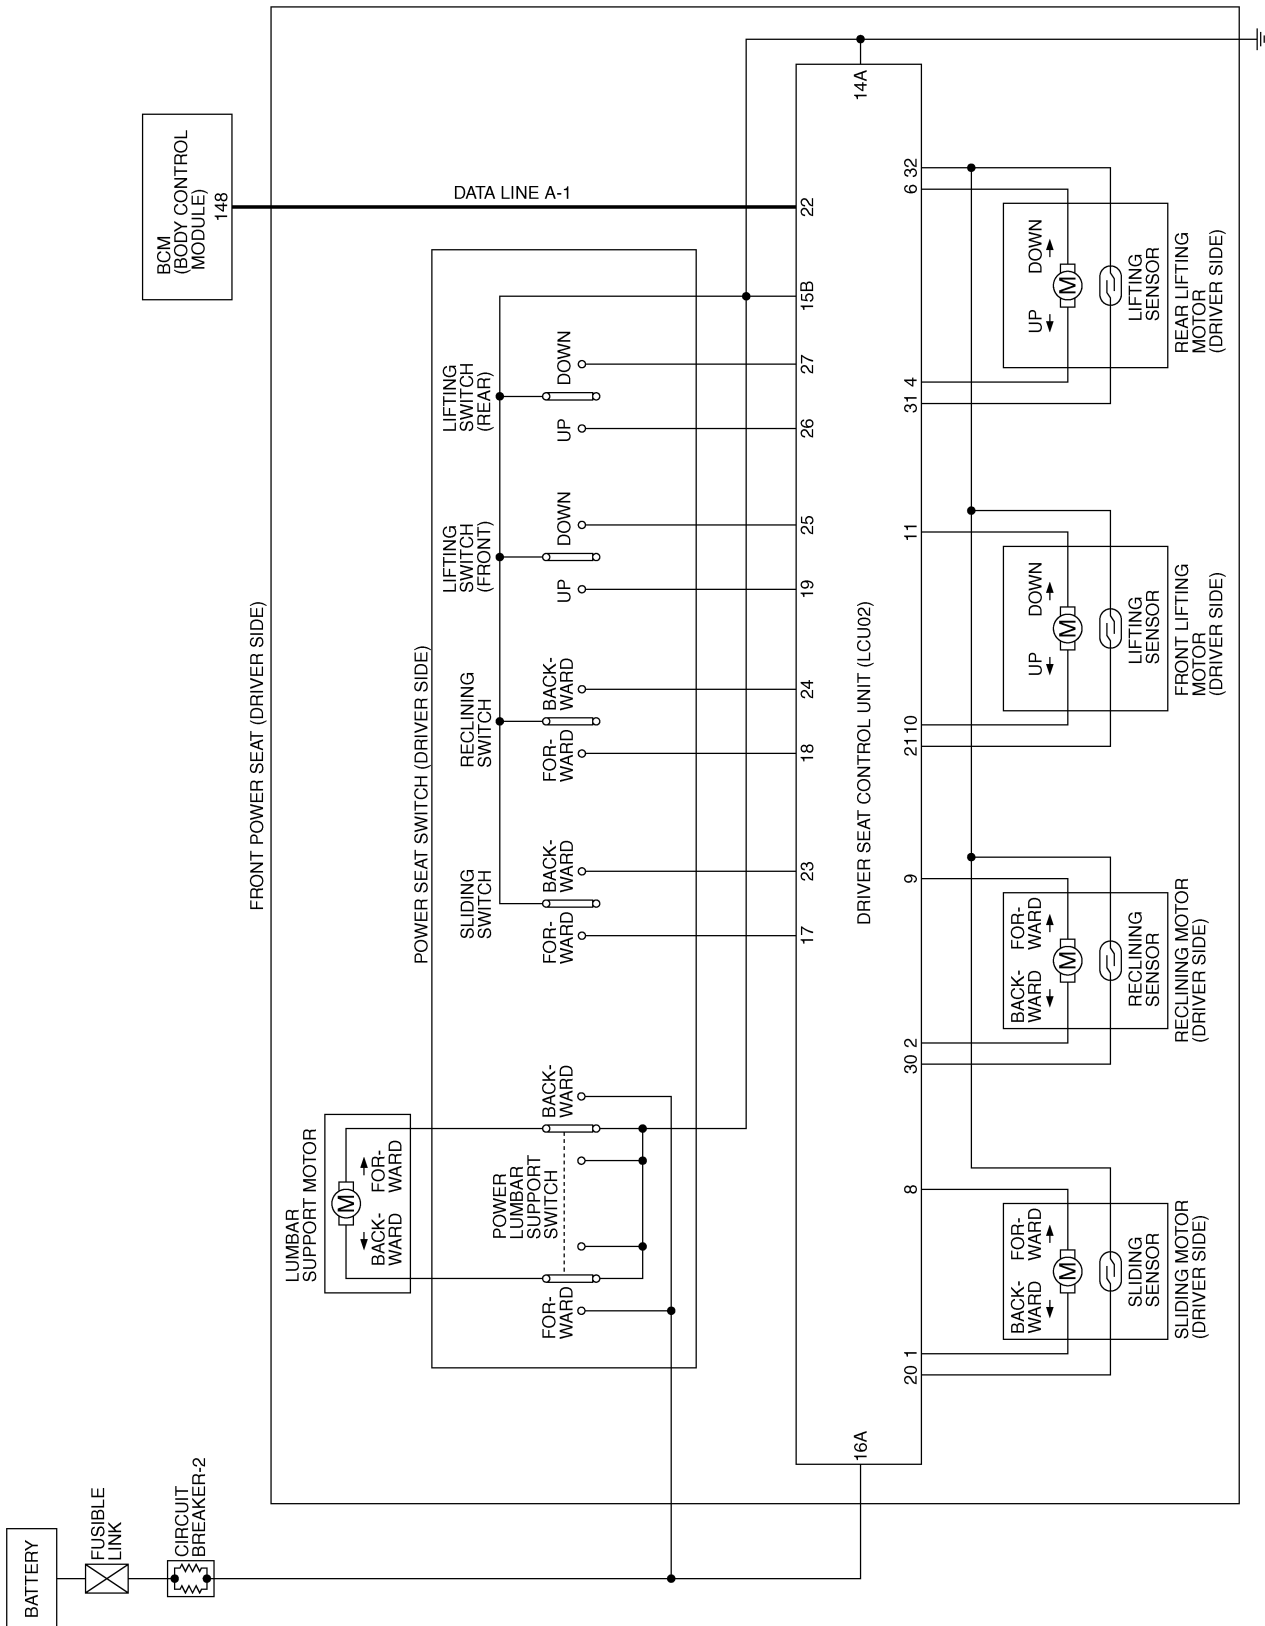 BATTERY
FUSIBLE
LINK
CIRCUIT
BREAKER-2
BCM
(BODY CONTROL
MODULE)
148
DATA LINE A-1
FRONT POWER SEAT (DRIVER SIDE)
LUMBAR
SUPPORT MOTOR
M
BACK-
WARD
FOR-
WARD
POWER SEAT SWITCH (DRIVER SIDE)
FOR-
WARD
POWER
LUMBAR
SUPPORT
SWITCH
BACK-
WARD
SLIDING
SWITCH
FOR-
WARD
BACK-
WARD
RECLINING
SWITCH
FOR-
WARD
BACK-
WARD
LIFTING
SWITCH
(FRONT)
UP
DOWN
LIFTING
SWITCH
(REAR)
UP
DOWN
17
23
18
24
19
25
26
27
15B
22
16A
DRIVER SEAT CONTROL UNIT (LCU02)
14A
20
1
8
30
2
9
21
10
11
31
4
6
32
BACK-
WARD
FOR-
WARD
M
SLIDING
SENSOR
SLIDING MOTOR
(DRIVER SIDE)
BACK-
WARD
FOR-
WARD
M
RECLINING
SENSOR
RECLINING MOTOR
(DRIVER SIDE)
UP
DOWN
M
LIFTING
SENSOR
FRONT LIFTING
MOTOR
(DRIVER SIDE)
UP
DOWN
M
LIFTING
SENSOR
REAR LIFTING
MOTOR
(DRIVER SIDE)